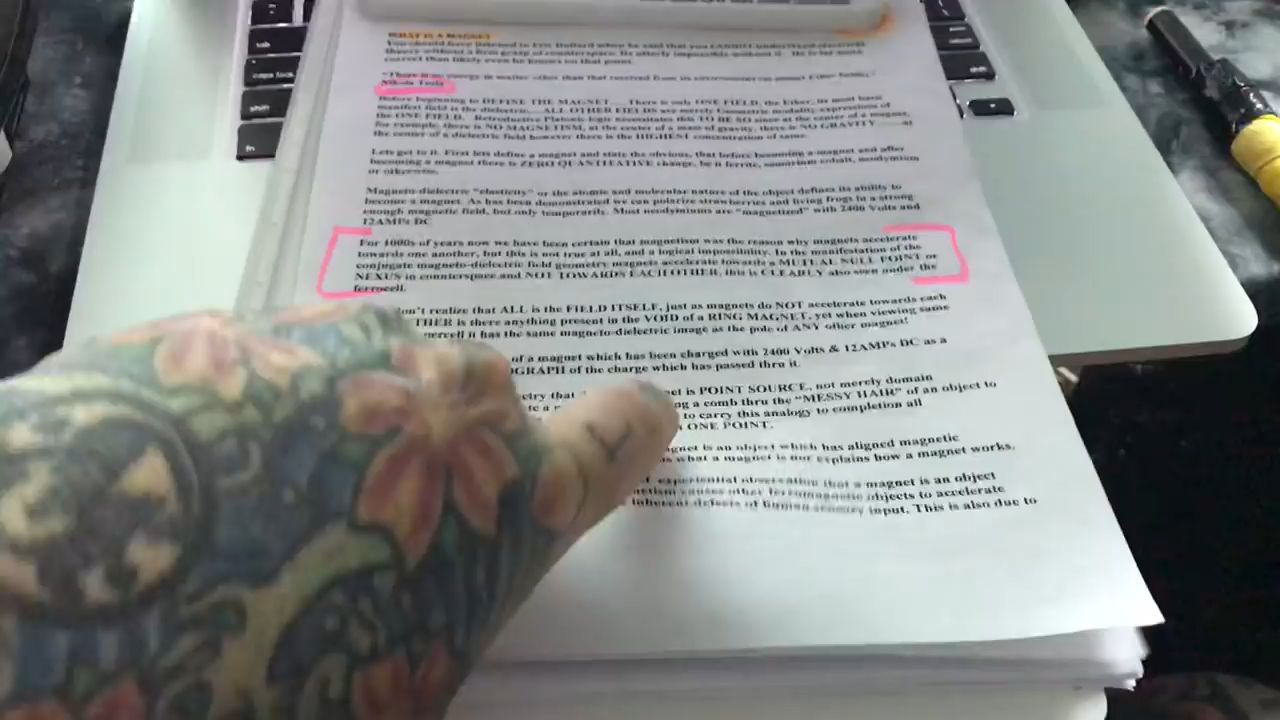 tab
caps lock
shift
fn
WHAT IS A MAGNET
You should have listened to Eric Dollard when he said that you CANNOT understand
theory without a firm grasp of counterspace. Its utterly impossible without it. He is far more
correct than likely even he knows on that point.
"There is no energy in matter other than that received from
Nikola Tesla
Before beginning to DEFINE THE MAGNET.....There is only ONE FIELD, the Ether, its most basic
manifest field is the dielectric.....ALL OTHER FIELDS are merely Geometric modality expressions of
the ONE FIELD. Retroductive Platonic logic necessitates this TO BE SO since at the center of a magnet,
for example, there is NO MAGNETISM, at the center of a mass of gravity, there is NO GRAVITY.......at
the center of a dielectric field however there is the HIGHEST concentration of same.
Lets get to it. First lets define a magnet and state the obvious, that before becoming a magnet and after
becoming a magnet there is ZERO QUANTITATIVE change, be it ferrite, samarium cobalt, neodymium
or otherwise.
Magneto-dielectric "elasticity" or the atomic and molecular nature of the object defines its ability to
become a magnet. As has been demonstrated we can polarize strawberries and living frogs in a strong
enough magnetic field, but only temporarily. Most neodymiums are "magnetized" with 2400 Volts and
12AMPs DC
For 1000s of years now we have been certain that magnetism was the reason why magnets accelerate
towards one another, but this is not true at all, and a logical impossibility. In the manifestation of the
conjugate magneto-dielectric field geometry magnets accelerate towards a MUTUAL NULL POINT or
NEXUS in counterspace and NOT TOWARDS EACH OTHER, this is CLEARLY also seen under the
ferrocell.
don't realize that ALL is the FIELD ITSELF, just as magnets do NOT accelerate towards each
THER is there anything present in the VOID of a RING MAGNET, yet when viewing same
it has the same magneto-dielectric image as the pole of ANY other magnet!
of a magnet which has been charged with 2400 Volts & 12AMPs DC as a
OGRAPH of the charge which has passed thru it.
that is POINT SOURCE, not merely domain
a comb thru the "MESSY HAIR" of an object to
to carry this analogy to completion all
ONE POINT.
is an object which has aligned magnetic
what a magnet is nor explains how a magnet works.
experiential observation that a magnet is an object
causes other ferromagnetic objects to accelerate
inherent defects of human sensory input. This is also due to